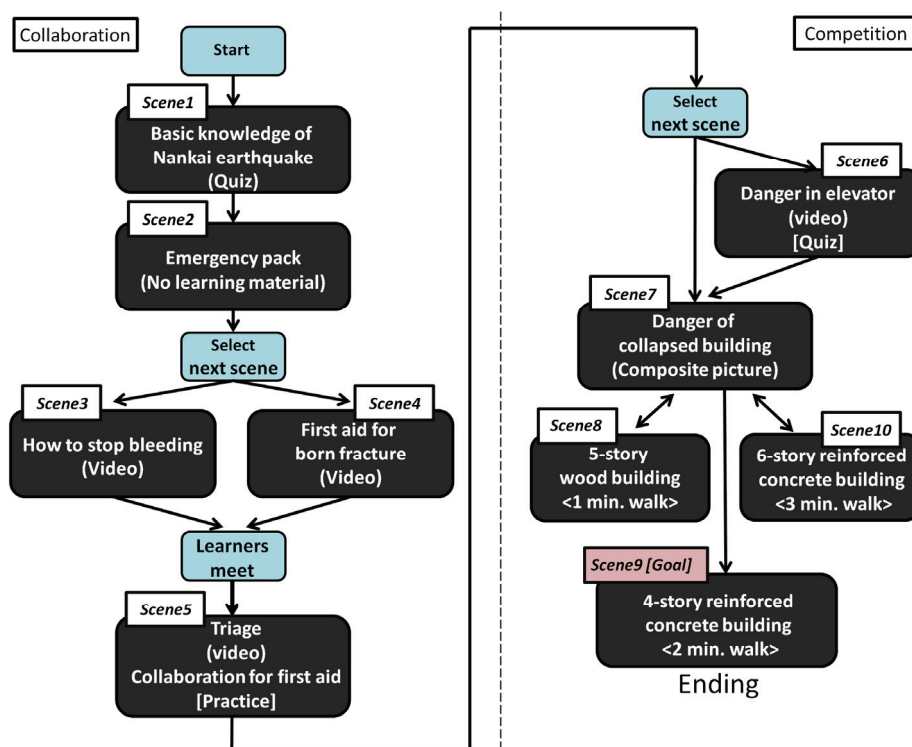 Collaboration
Start
Scene1
Basic knowledge of
Nankai earthquake
(Quiz)
Scene2
Emergency pack
(No learning material)
Select
next scene
Scene3
How to stop bleeding
(Video)
Scene4
First aid for
born fracture
(Video)
Learners
meet
Scene5
Triage
(video)
Collaboration for first aid
[Practice]
Competition
Select
next scene
Scene6
Danger in elevator
(video)
[Quiz]
Scene7
Danger of
collapsed building
(Composite picture)
Scene8
5-story
wood building
<1 min. walk>
Scene10
6-story reinforced
concrete building
<3 min. walk>
Scene9 [Goal]
4-story reinforced
concrete building
<2 min. walk>
Ending